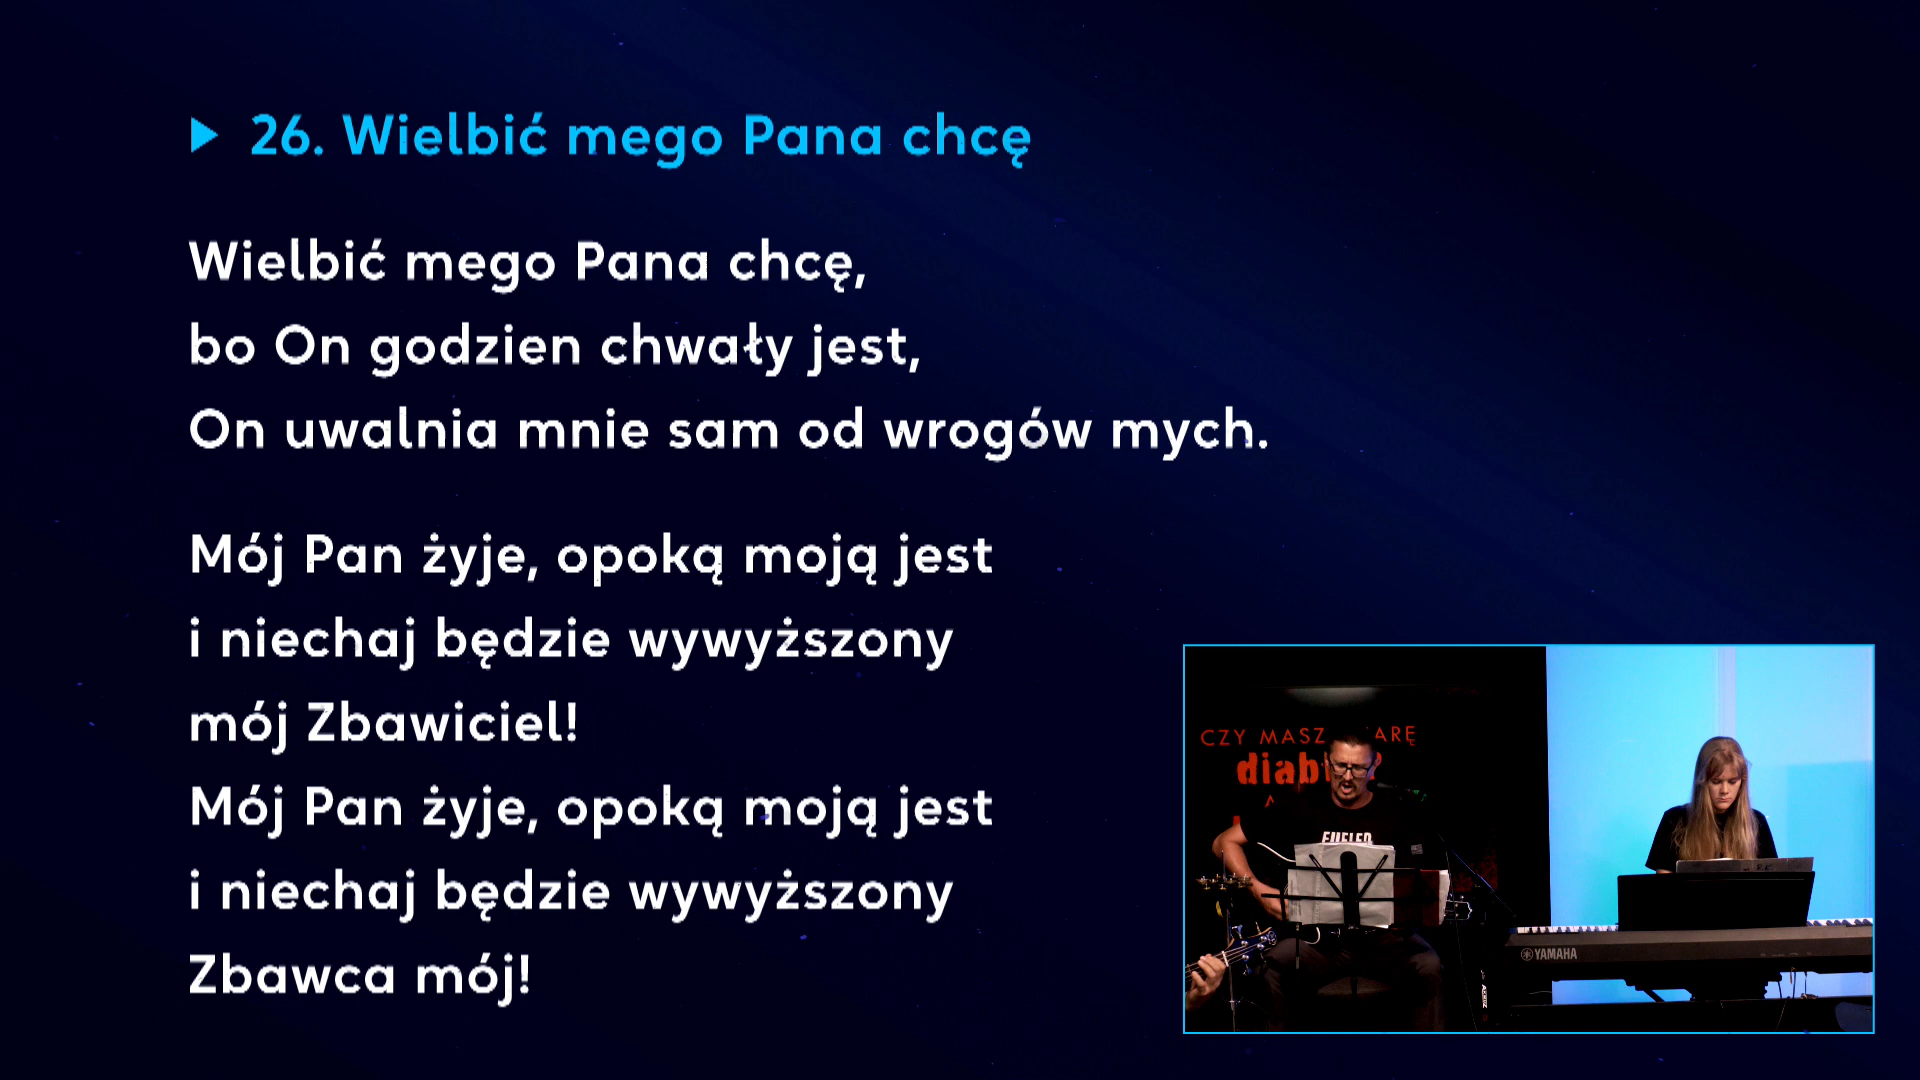 26. Wielbić mego Pana chcę
Wielbić mego Pana chcę,
bo On godzien chwały jest,
On uwalnia mnie sam od wrogów mych.
Mój Pan żyje, opoką moją jest
i niechaj będzie wywyższony
mój Zbawiciel!
Mój Pan żyje, opoką moją jest
i niechaj będzie wywyższony
Zbawca mój!
CZY MASZ
YAMAHA